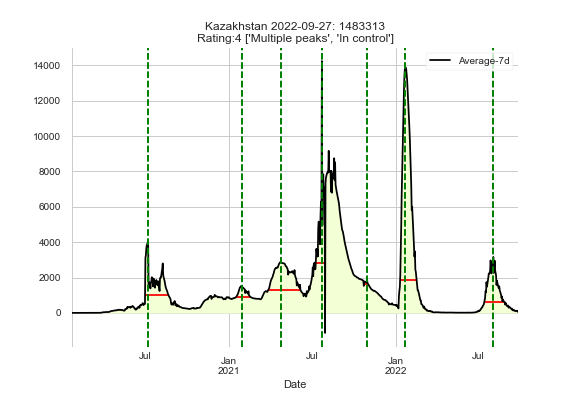 Kazakhstan 2022-09-27: 1483313
Rating:4 ['Multiple peaks', 'In control']
Average-7d
14000
12000
10000
8000
6000
4000
2000
0
Jul
Jan
2021
Jul
Jan
2022
Jul
Date